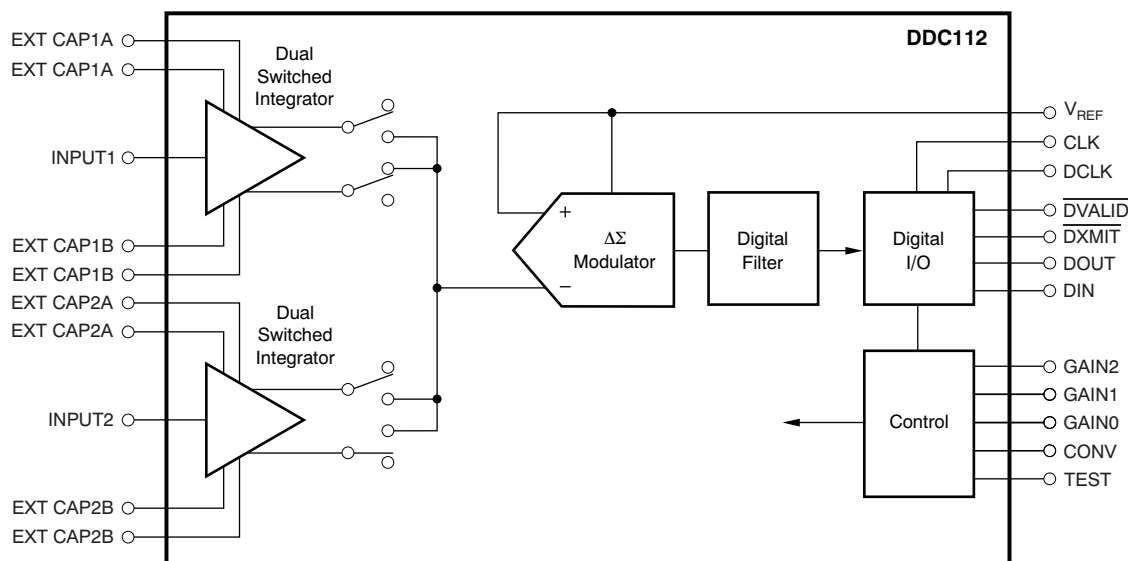 DDC112
EXT CAP1A
EXT CAP1A
INPUT1
EXT CAP1B
EXT CAP1B
EXT CAP2A
EXT CAP2A
INPUT2
EXT CAP2B
EXT CAP2B
Dual
Switched
Integrator
Dual
Switched
Integrator
+
ΔΣ
Modulator
−
Digital
Filter
Digital
I/O
Control
VREF
CLK
DCLK
DVALID
DXMIT
DOUT
DIN
GAIN2
GAIN1
GAIN0
CONV
TEST